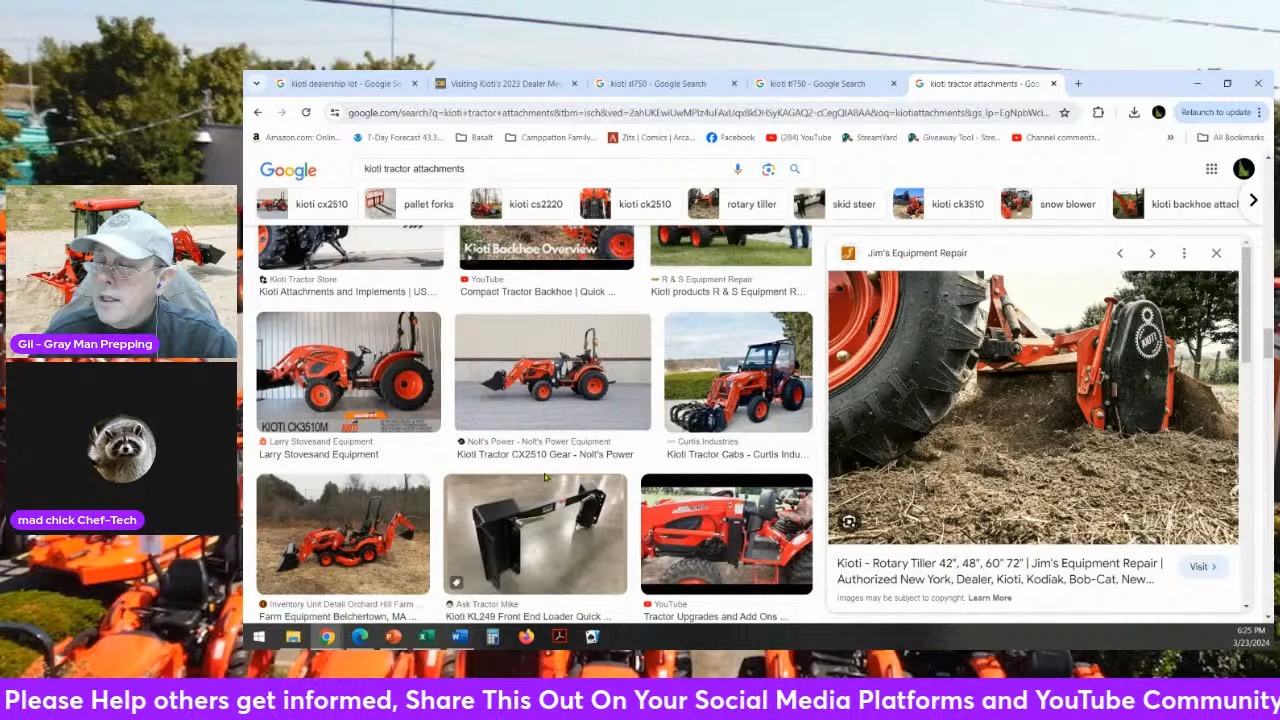 kioti dealership lot - Google Se
Visiting Kioti's 2023 Dealer Me
kioti sl750 - Google Search
kioti tl750 - Google Search
kioti tractor attachments - Goo
Relaunch to update
Amazon.com: Onlin...
7-Day Forecast 43.3...
Basalt
Camppattion Family...
Zits | Comics | Arca...
Facebook
(284) YouTube
StreamYard
Giveaway Tool - Stre...
Channel comments...
All Bookmarks
Google
kioti tractor attachments
kioti cx2510
pallet forks
kioti cs2220
kioti ck2510
rotary tiller
skid steer
kioti ck3510
snow blower
kioti backhoe attach
Kioti Backhoe Overview
Kioti Tractor Store
Kioti Attachments and Implements | US...
YouTube
Compact Tractor Backhoe | Quick ...
R & S Equipment Repair
Kioti products R & S Equipment R...
Jim's Equipment Repair
KIOTI
KIOTI CK3510M
Larry Stovesand Equipment
Larry Stovesand Equipment
Nolt's Power - Nolt's Power Equipment
Kioti Tractor CX2510 Gear - Nolt's Power
Curtis Industries
Kioti Tractor Cabs - Curtis Indu...
Inventory Unit Detail Orchard Hill Farm ...
Farm Equipment Belchertown, MA ...
Ask Tractor Mike
Kioti KL249 Front End Loader Quick ...
YouTube
Tractor Upgrades and Add Ons ...
Kioti - Rotary Tiller 42", 48", 60" 72" | Jim's Equipment Repair |
Authorized New York, Dealer, Kioti, Kodiak, Bob-Cat, New...
Visit
Images may be subject to copyright. Learn More
Gil - Gray Man Prepping
mad chick Chef-Tech
6:25 PM
3/23/2024
Please Help others get informed, Share This Out On Your Social Media Platforms and YouTube Community